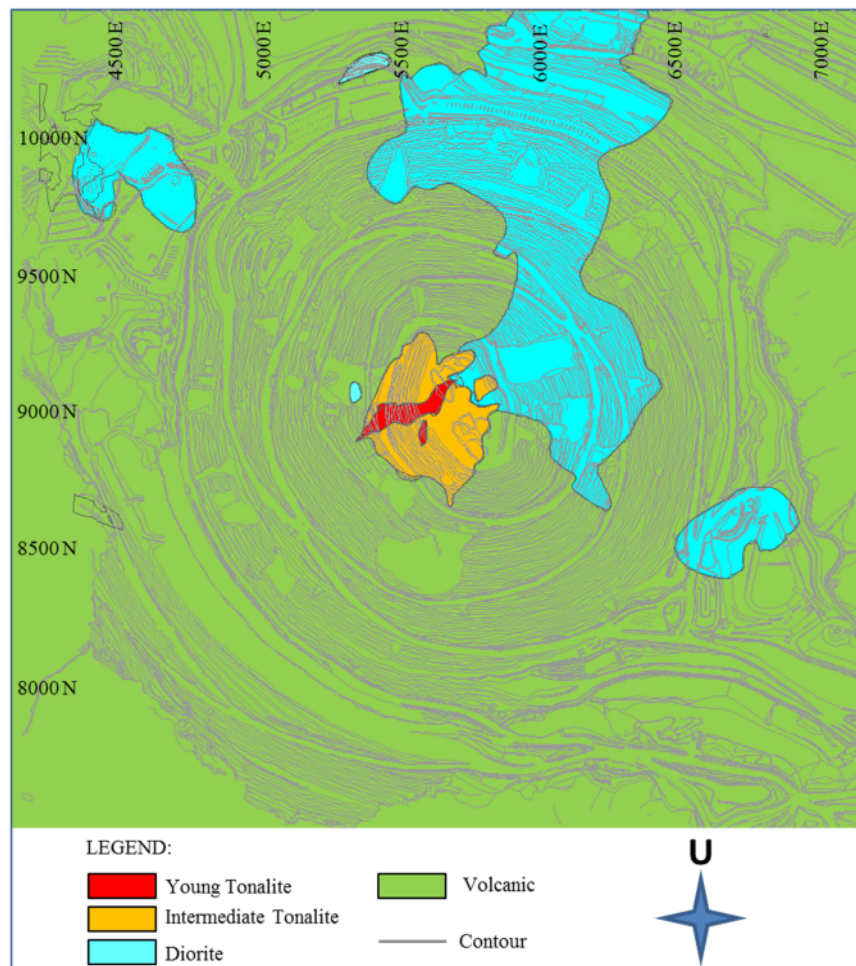 4500E
5000E
5500E
6000E
6500E
7000E
10000N
9500N
9000N
8500N
8000N
LEGEND:
Young Tonalite
Intermediate Tonalite
Diorite
Volcanic
Contour
U